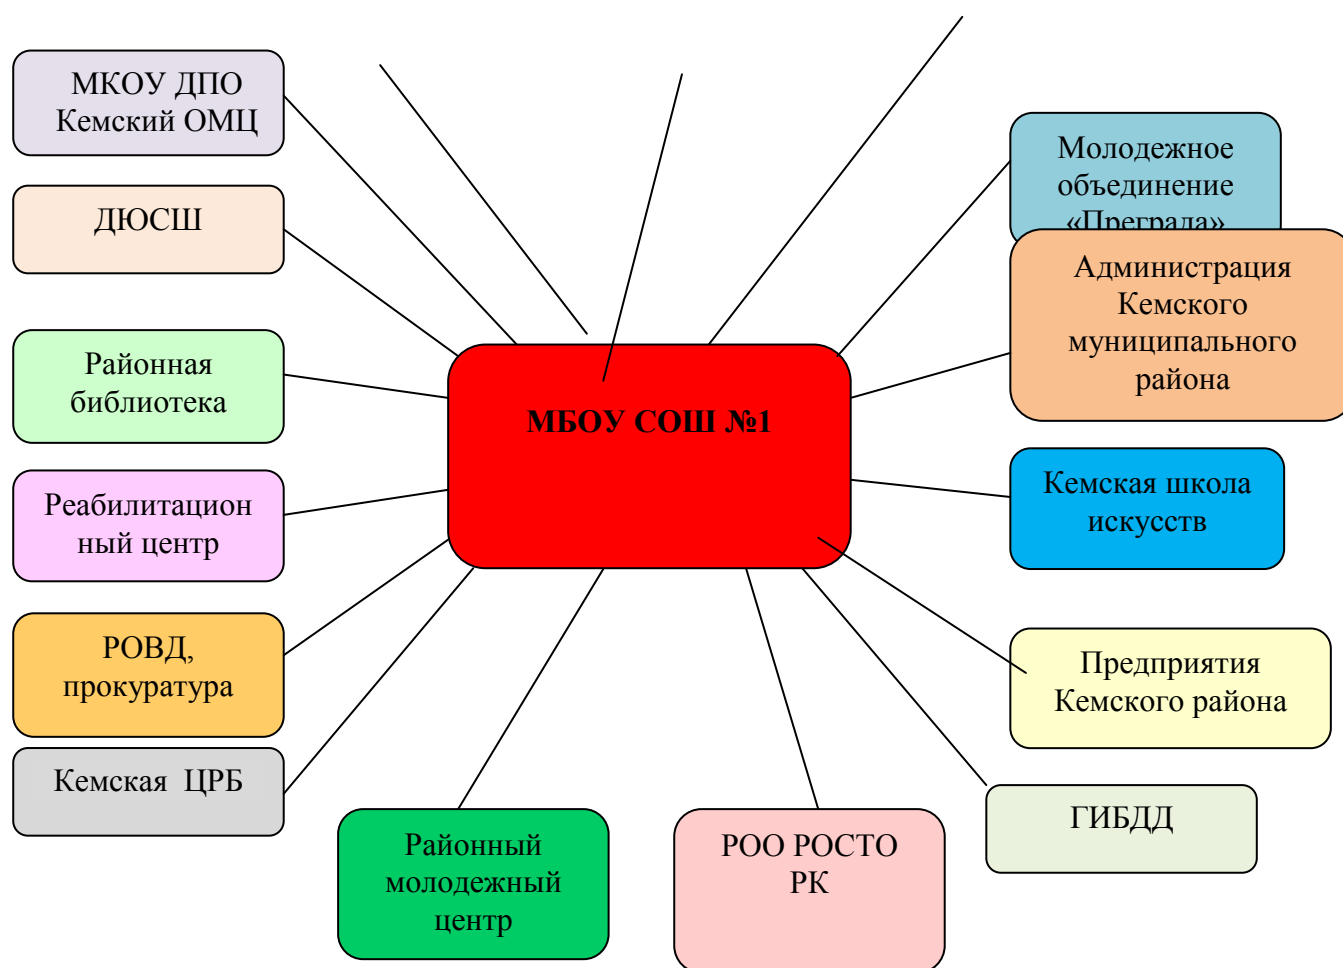 МКОУ ДПО
Кемский ОМЦ
ДЮСШ
Районная
библиотека
Реабилитацион
ный центр
РОВД,
прокуратура
Кемская ЦРБ
МБОУ СОШ №1
Молодежное
объединение
«Преграда»
Администрация
Кемского
муниципального
района
Кемская школа
искусств
Предприятия
Кемского района
ГИБДД
Районный
молодежный
центр
РОО РОСТО
РК